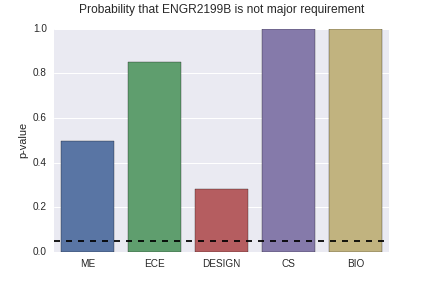 Probability that ENGR2199B is not major requirement
1.0
0.8
0.6
0.4
0.2
0.0
p-value
ME ECE DESIGN CS BIO